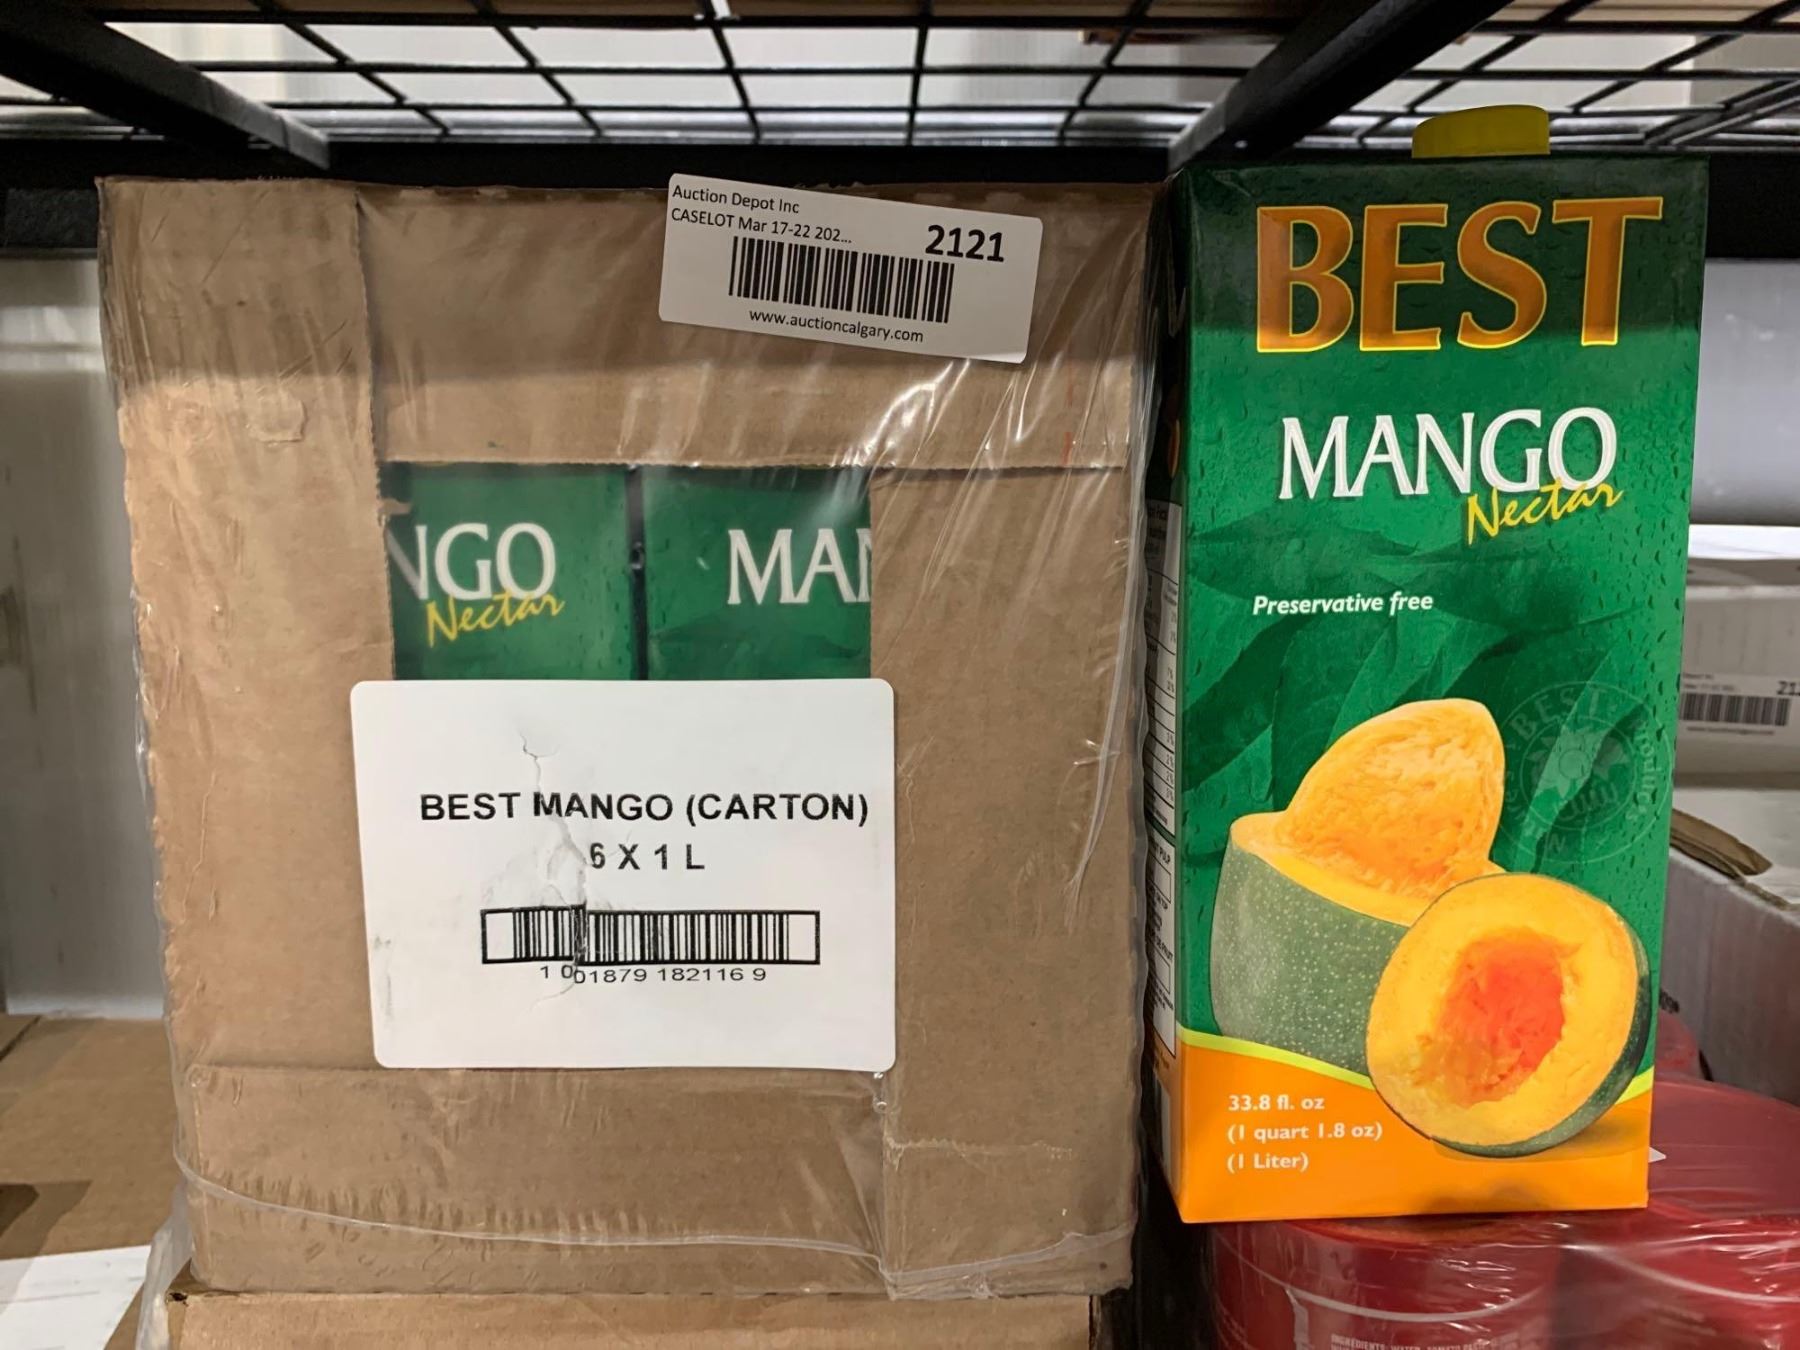 Auction Depot Inc
CASELOT Mar 17-22 202...
2121
www.auctioncalgary.com
NGO
Nectar
MAN
BEST MANGO (CARTON)
6 X 1 L
1 001879 182116 9
BEST
MANGO
Nectar
Preservative free
BEST
33.8 fl. oz
(1 quart 1.8 oz)
(1 Liter)